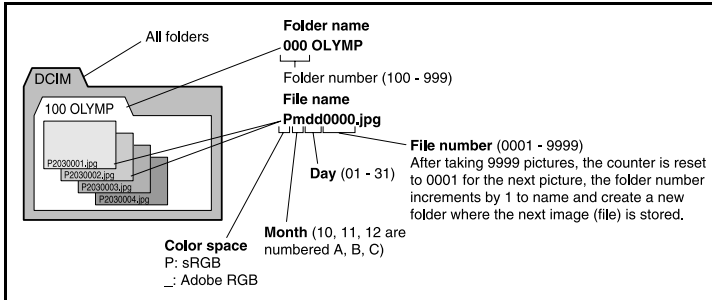 All folders
Folder name
000 OLYMP
Folder number (100 - 999)
DCIM
100 OLYMP
P2030001.jpg
P2030002.jpg
P2030003.jpg
P2030004.jpg
File name
Pmdd0000.jpg
File number (0001 - 9999)
After taking 9999 pictures, the counter is reset
to 0001 for the next picture, the folder number
increments by 1 to name and create a new
folder where the next image (file) is stored.
Day (01 - 31)
Month (10, 11, 12 are
numbered A, B, C)
Color space
P: sRGB
_: Adobe RGB